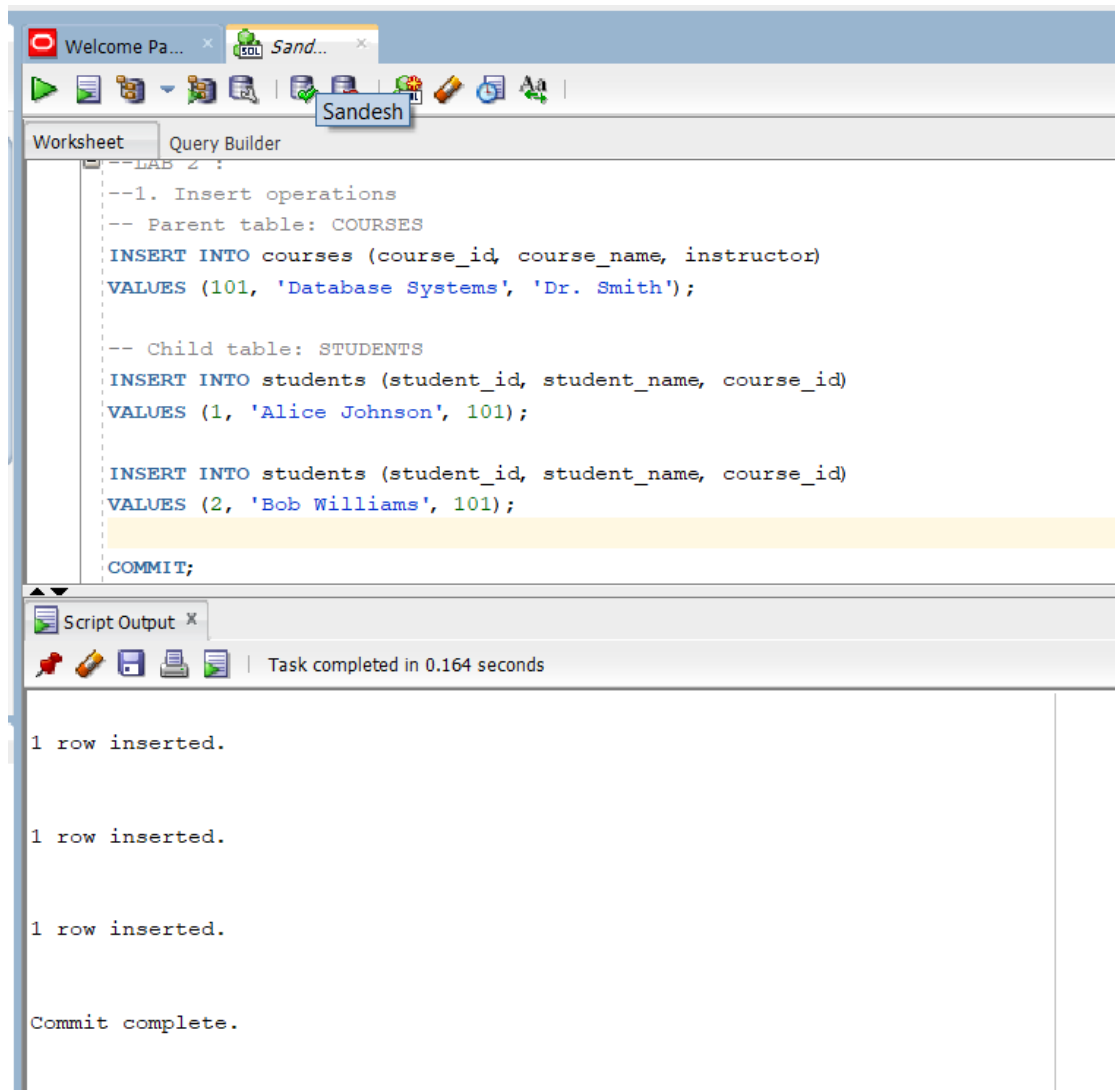 Welcome Pa...
Sand...
Sandesh
Worksheet
Query Builder
--LAB 2 :
--1. Insert operations
-- Parent table: COURSES
INSERT INTO courses (course_id, course_name, instructor)
VALUES (101, 'Database Systems', 'Dr. Smith');
-- Child table: STUDENTS
INSERT INTO students (student_id, student_name, course_id)
VALUES (1, 'Alice Johnson', 101);
INSERT INTO students (student_id, student_name, course_id)
VALUES (2, 'Bob Williams', 101);
COMMIT;
Script Output
Task completed in 0.164 seconds
1 row inserted.
1 row inserted.
1 row inserted.
Commit complete.